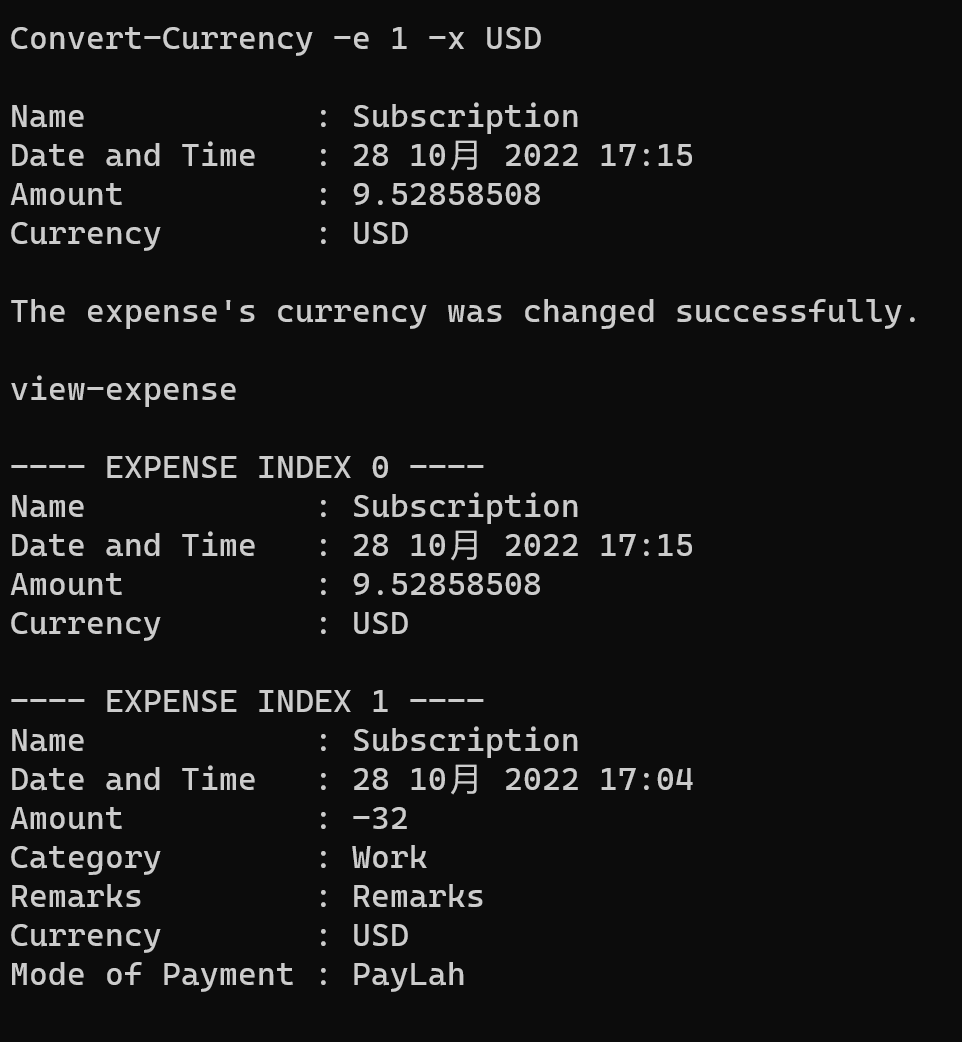 Convert-Currency -e 1 -x USD
Name : Subscription
Date and Time : 28 10月 2022 17:15
Amount : 9.52858508
Currency : USD
The expense's currency was changed successfully.
view-expense
---- EXPENSE INDEX 0 ----
Name : Subscription
Date and Time : 28 10月 2022 17:15
Amount : 9.52858508
Currency : USD
---- EXPENSE INDEX 1 ----
Name : Subscription
Date and Time : 28 10月 2022 17:04
Amount : -32
Category : Work
Remarks : Remarks
Currency : USD
Mode of Payment : PayLah